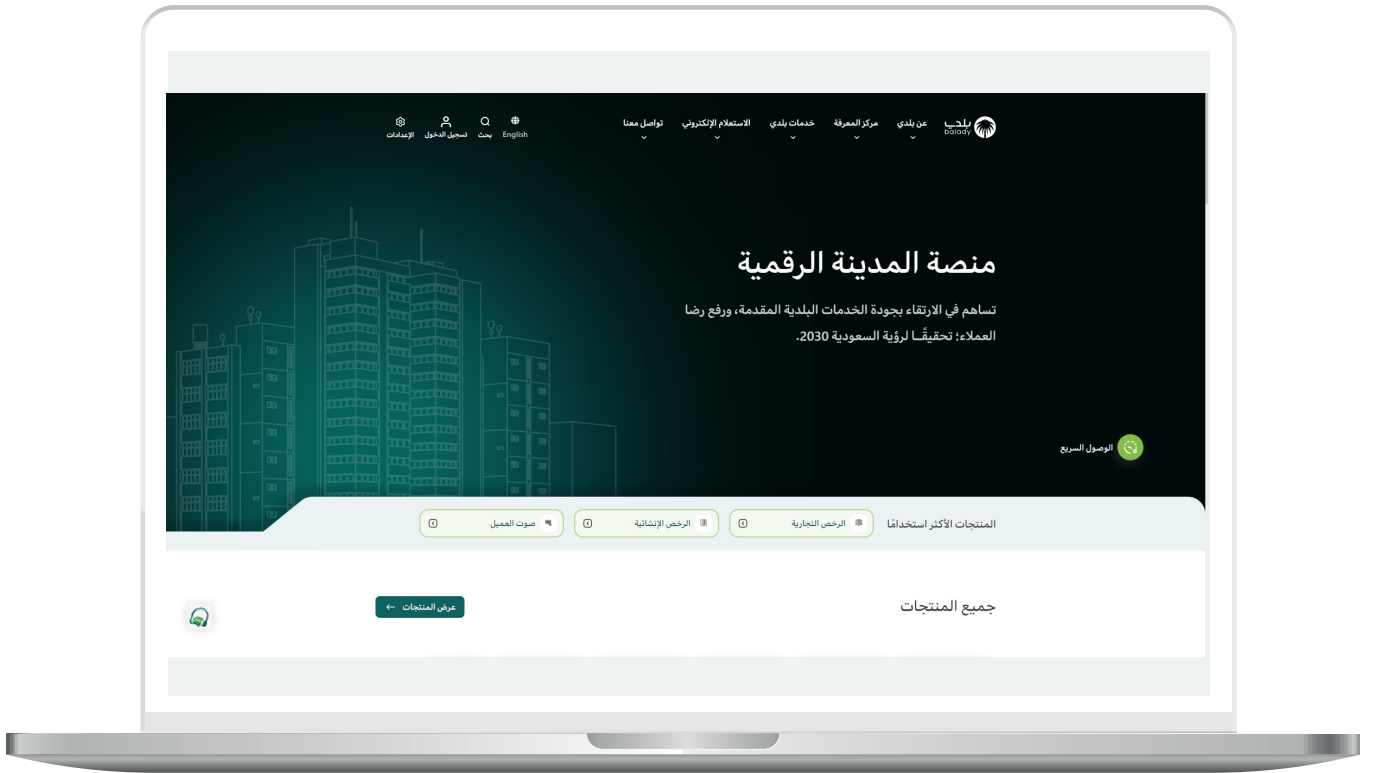 بلدي
balady
عن بلدي
مركز المعرفة
خدمات بلدي
الاستعلام الإلكتروني
تواصل معنا
English
بحث
تسجيل الدخول
الإعدادات
منصة المدينة الرقمية
تساهم في الارتقاء بجودة الخدمات البلدية المقدمة، ورفع رضا
العملاء؛ تحقيقًـا لرؤية السعودية 2030.
الوصول السريع
المنتجات الأكثر استخدامًا
الرخص التجارية
الرخص الإنشائية
صوت العميل
جميع المنتجات
عرض المنتجات